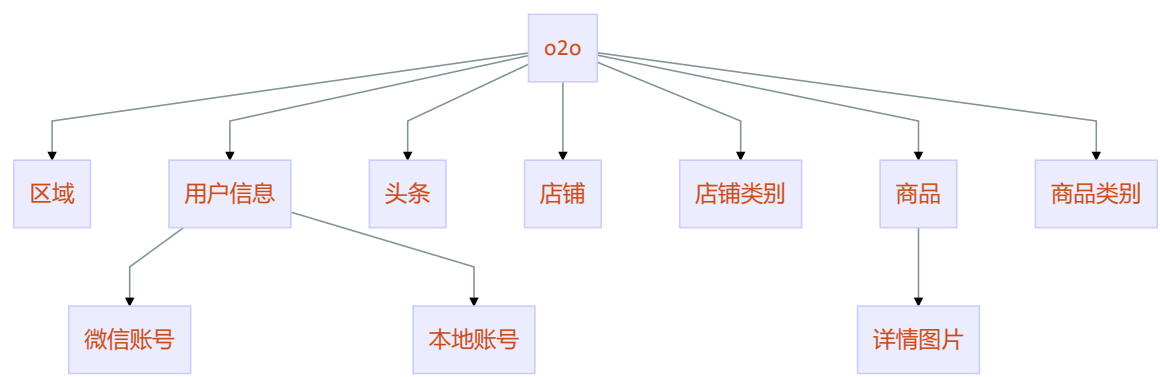 o2o
区域
用户信息
头条
店铺
店铺类别
商品
商品类别
微信账号
本地账号
详情图片